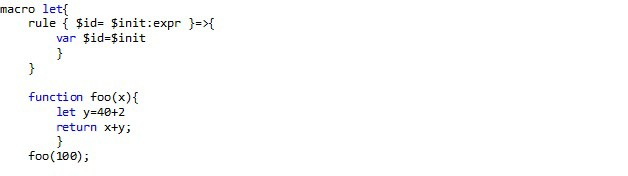 macro let{
rule { $id= $init:expr }=>{
var $id=$init
}
}
function foo(x){
let y=40+2
return x+y;
}
foo(100);